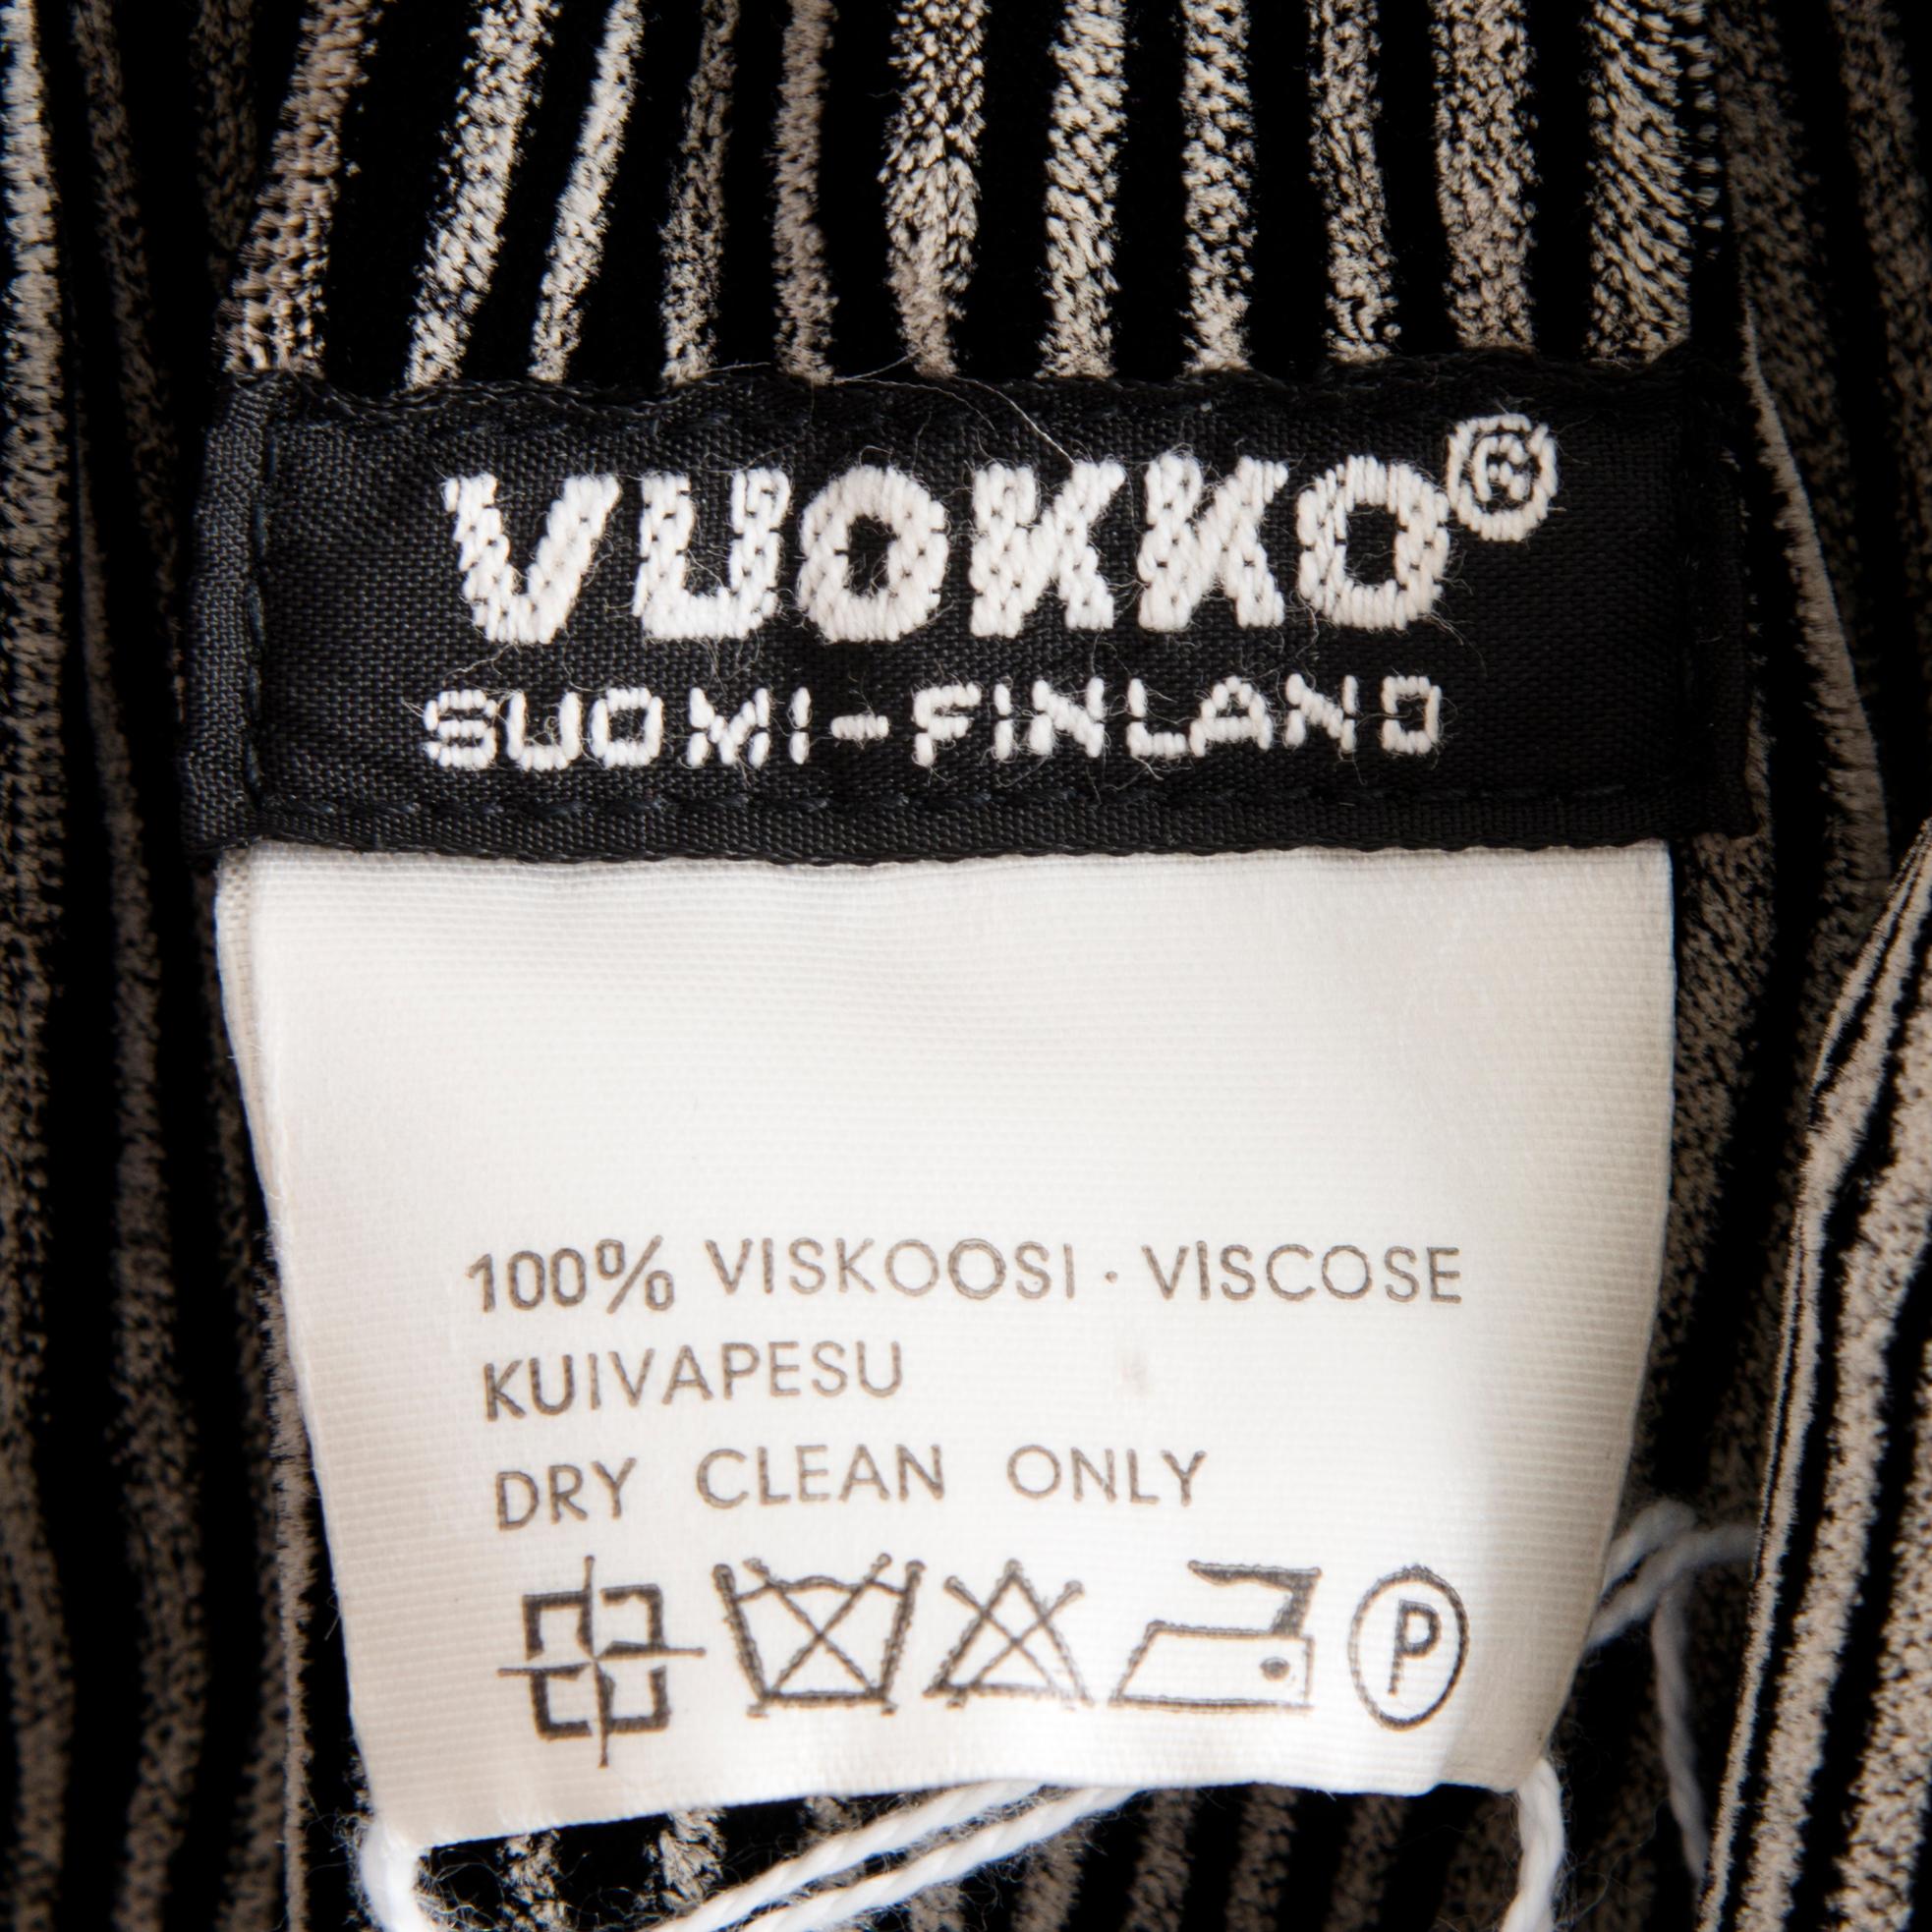 VUOKKO®
SUOMI-FINLAND
100% VISKOOSI · VISCOSE
KUIVAPESU
DRY CLEAN ONLY
P